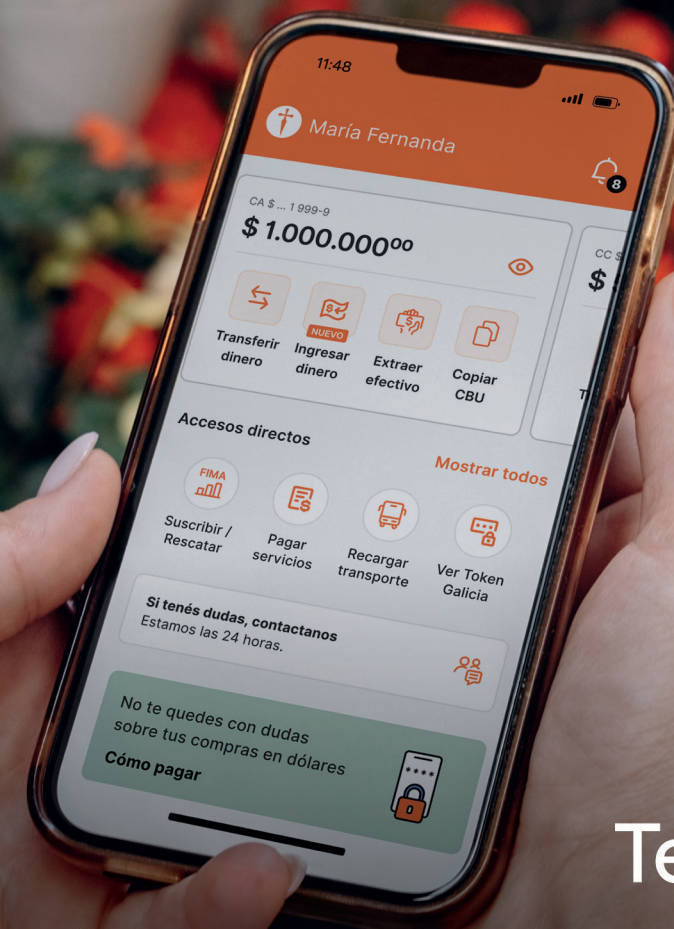 11:48
María Fernanda
8
CA $ ... 1 999-9
$ 1.000.000⁰⁰
CC $
$
Transferir
dinero
NUEVO
Ingresar
dinero
Extraer
efectivo
Copiar
CBU
T
Accesos directos
Mostrar todos
FIMA
Suscribir /
Rescatar
Pagar
servicios
Recargar
transporte
Ver Token
Galicia
Si tenés dudas, contactanos
Estamos las 24 horas.
No te quedes con dudas
sobre tus compras en dólares
Cómo pagar
****
Te